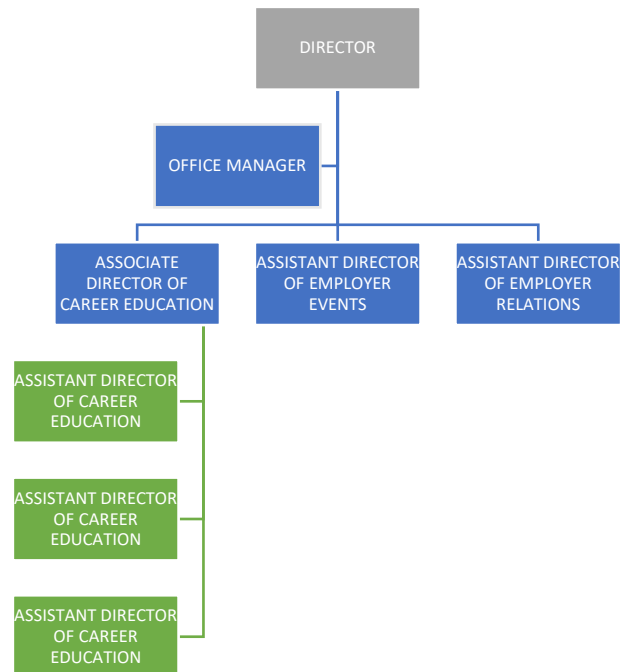 DIRECTOR
OFFICE MANAGER
ASSOCIATE
DIRECTOR OF
CAREER EDUCATION
ASSISTANT DIRECTOR
OF EMPLOYER
EVENTS
ASSISTANT DIRECTOR
OF EMPLOYER
RELATIONS
ASSISTANT DIRECTOR
OF CAREER
EDUCATION
ASSISTANT DIRECTOR
OF CAREER
EDUCATION
ASSISTANT DIRECTOR
OF CAREER
EDUCATION